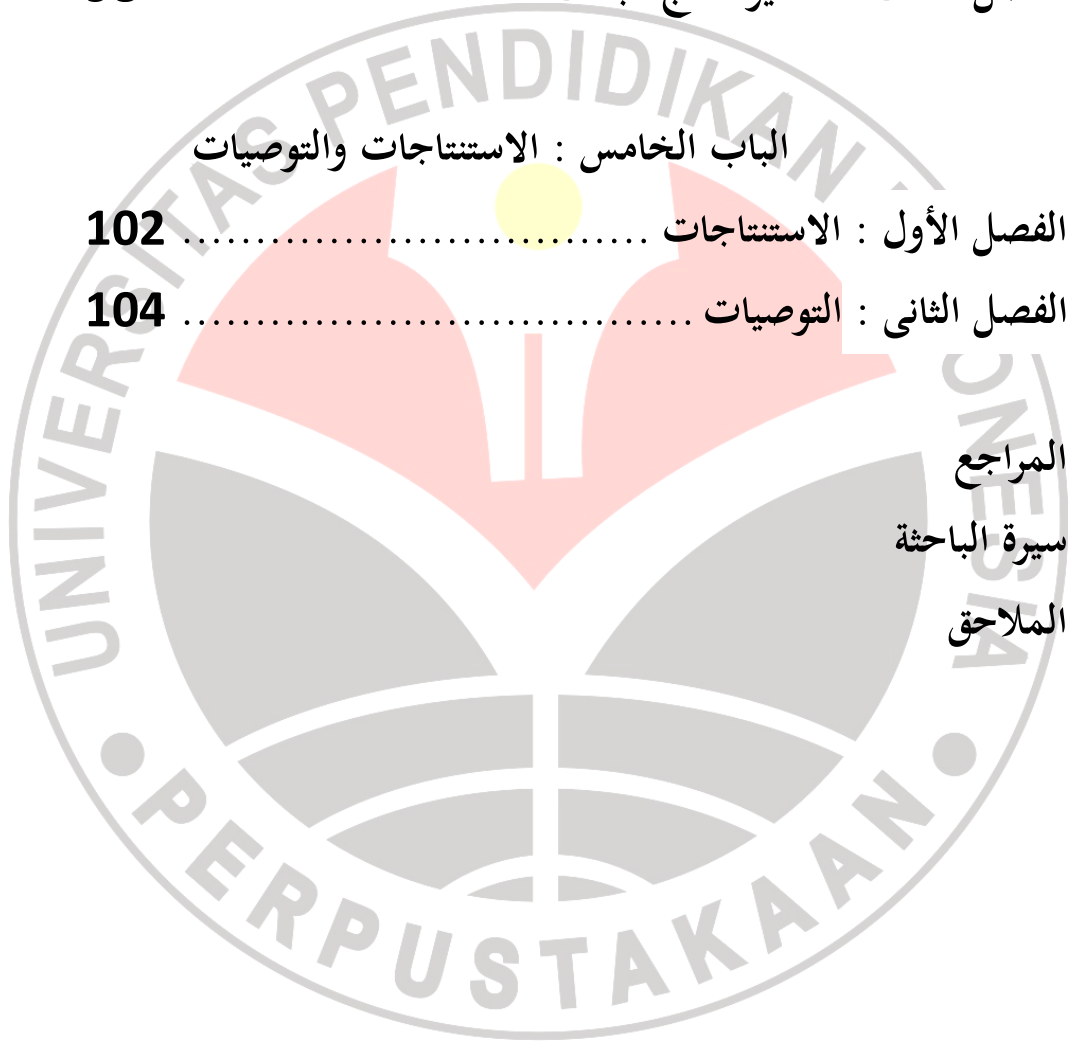 الباب الخامس : الاستنتاجات والتوصيات
الفصل الأول : الاستنتاجات ................................ 102
الفصل الثانى : التوصيات ................................... 104
المراجع
سيرة الباحثة
الملاحق
UNIVERSITAS PENDIDIKAN
ONESIA
PERPUSTAKAAN